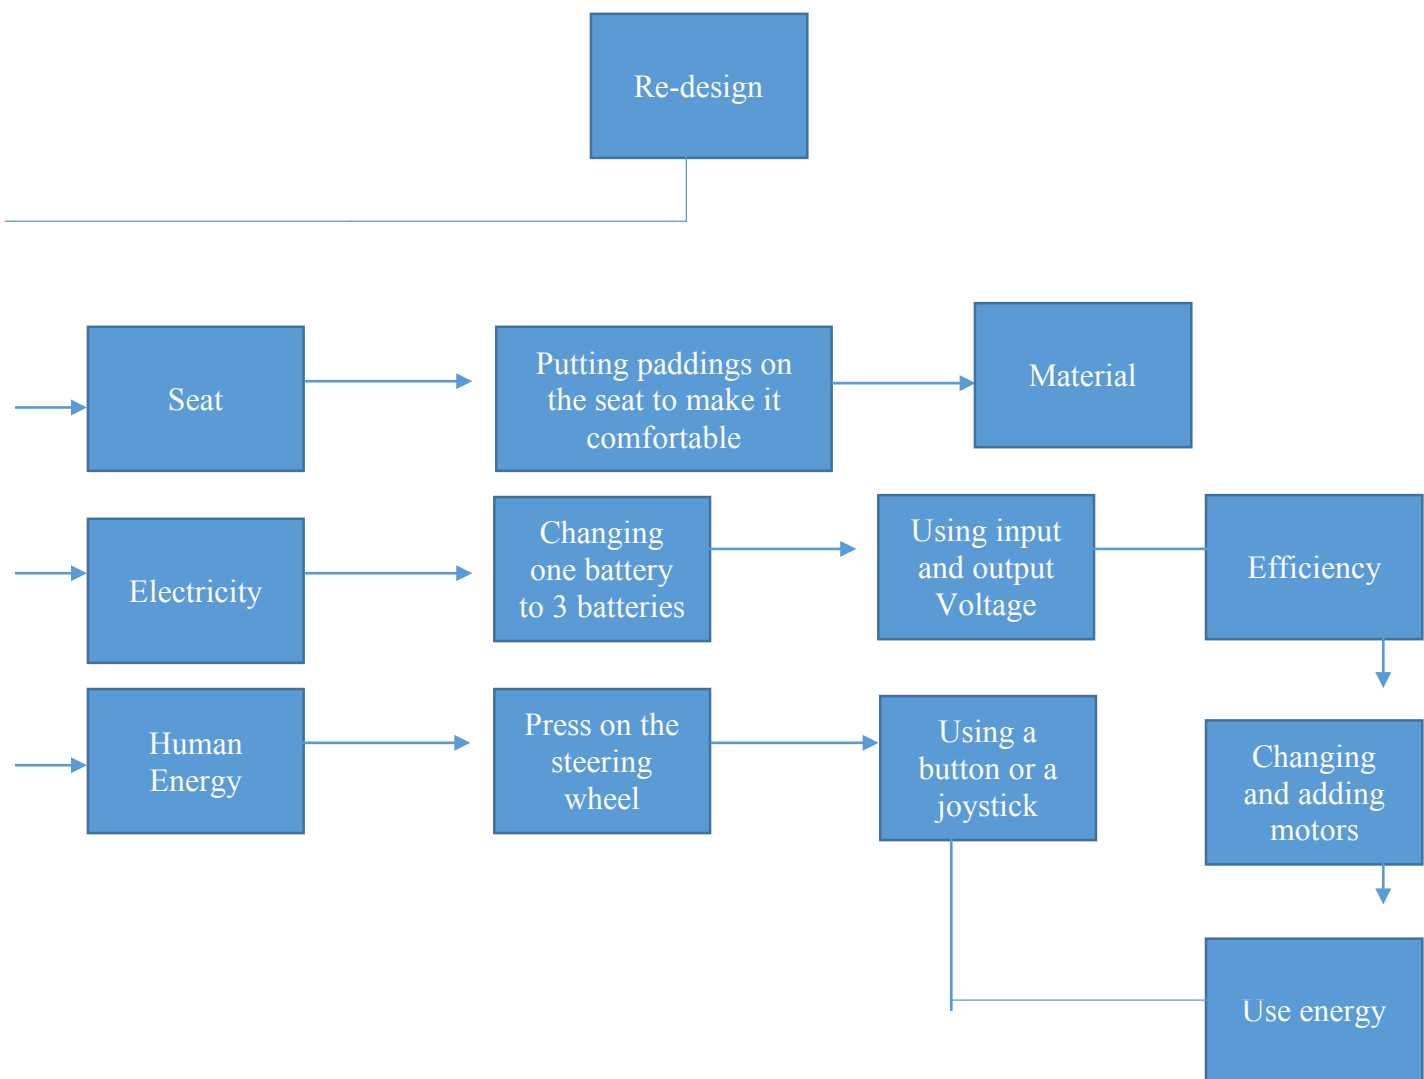 Re-design
Seat
Putting paddings on
the seat to make it
comfortable
Material
Electricity
Changing
one battery
to 3 batteries
Using input
and output
Voltage
Efficiency
Human
Energy
Press on the
steering
wheel
Using a
button or a
joystick
Changing
and adding
motors
Use energy